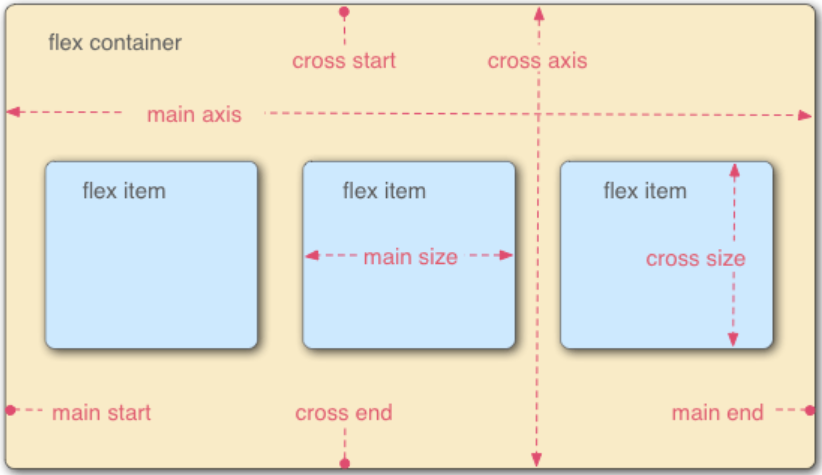 flex container
cross start
cross axis
main axis
flex item
flex item
flex item
main size
cross size
main start
cross end
main end